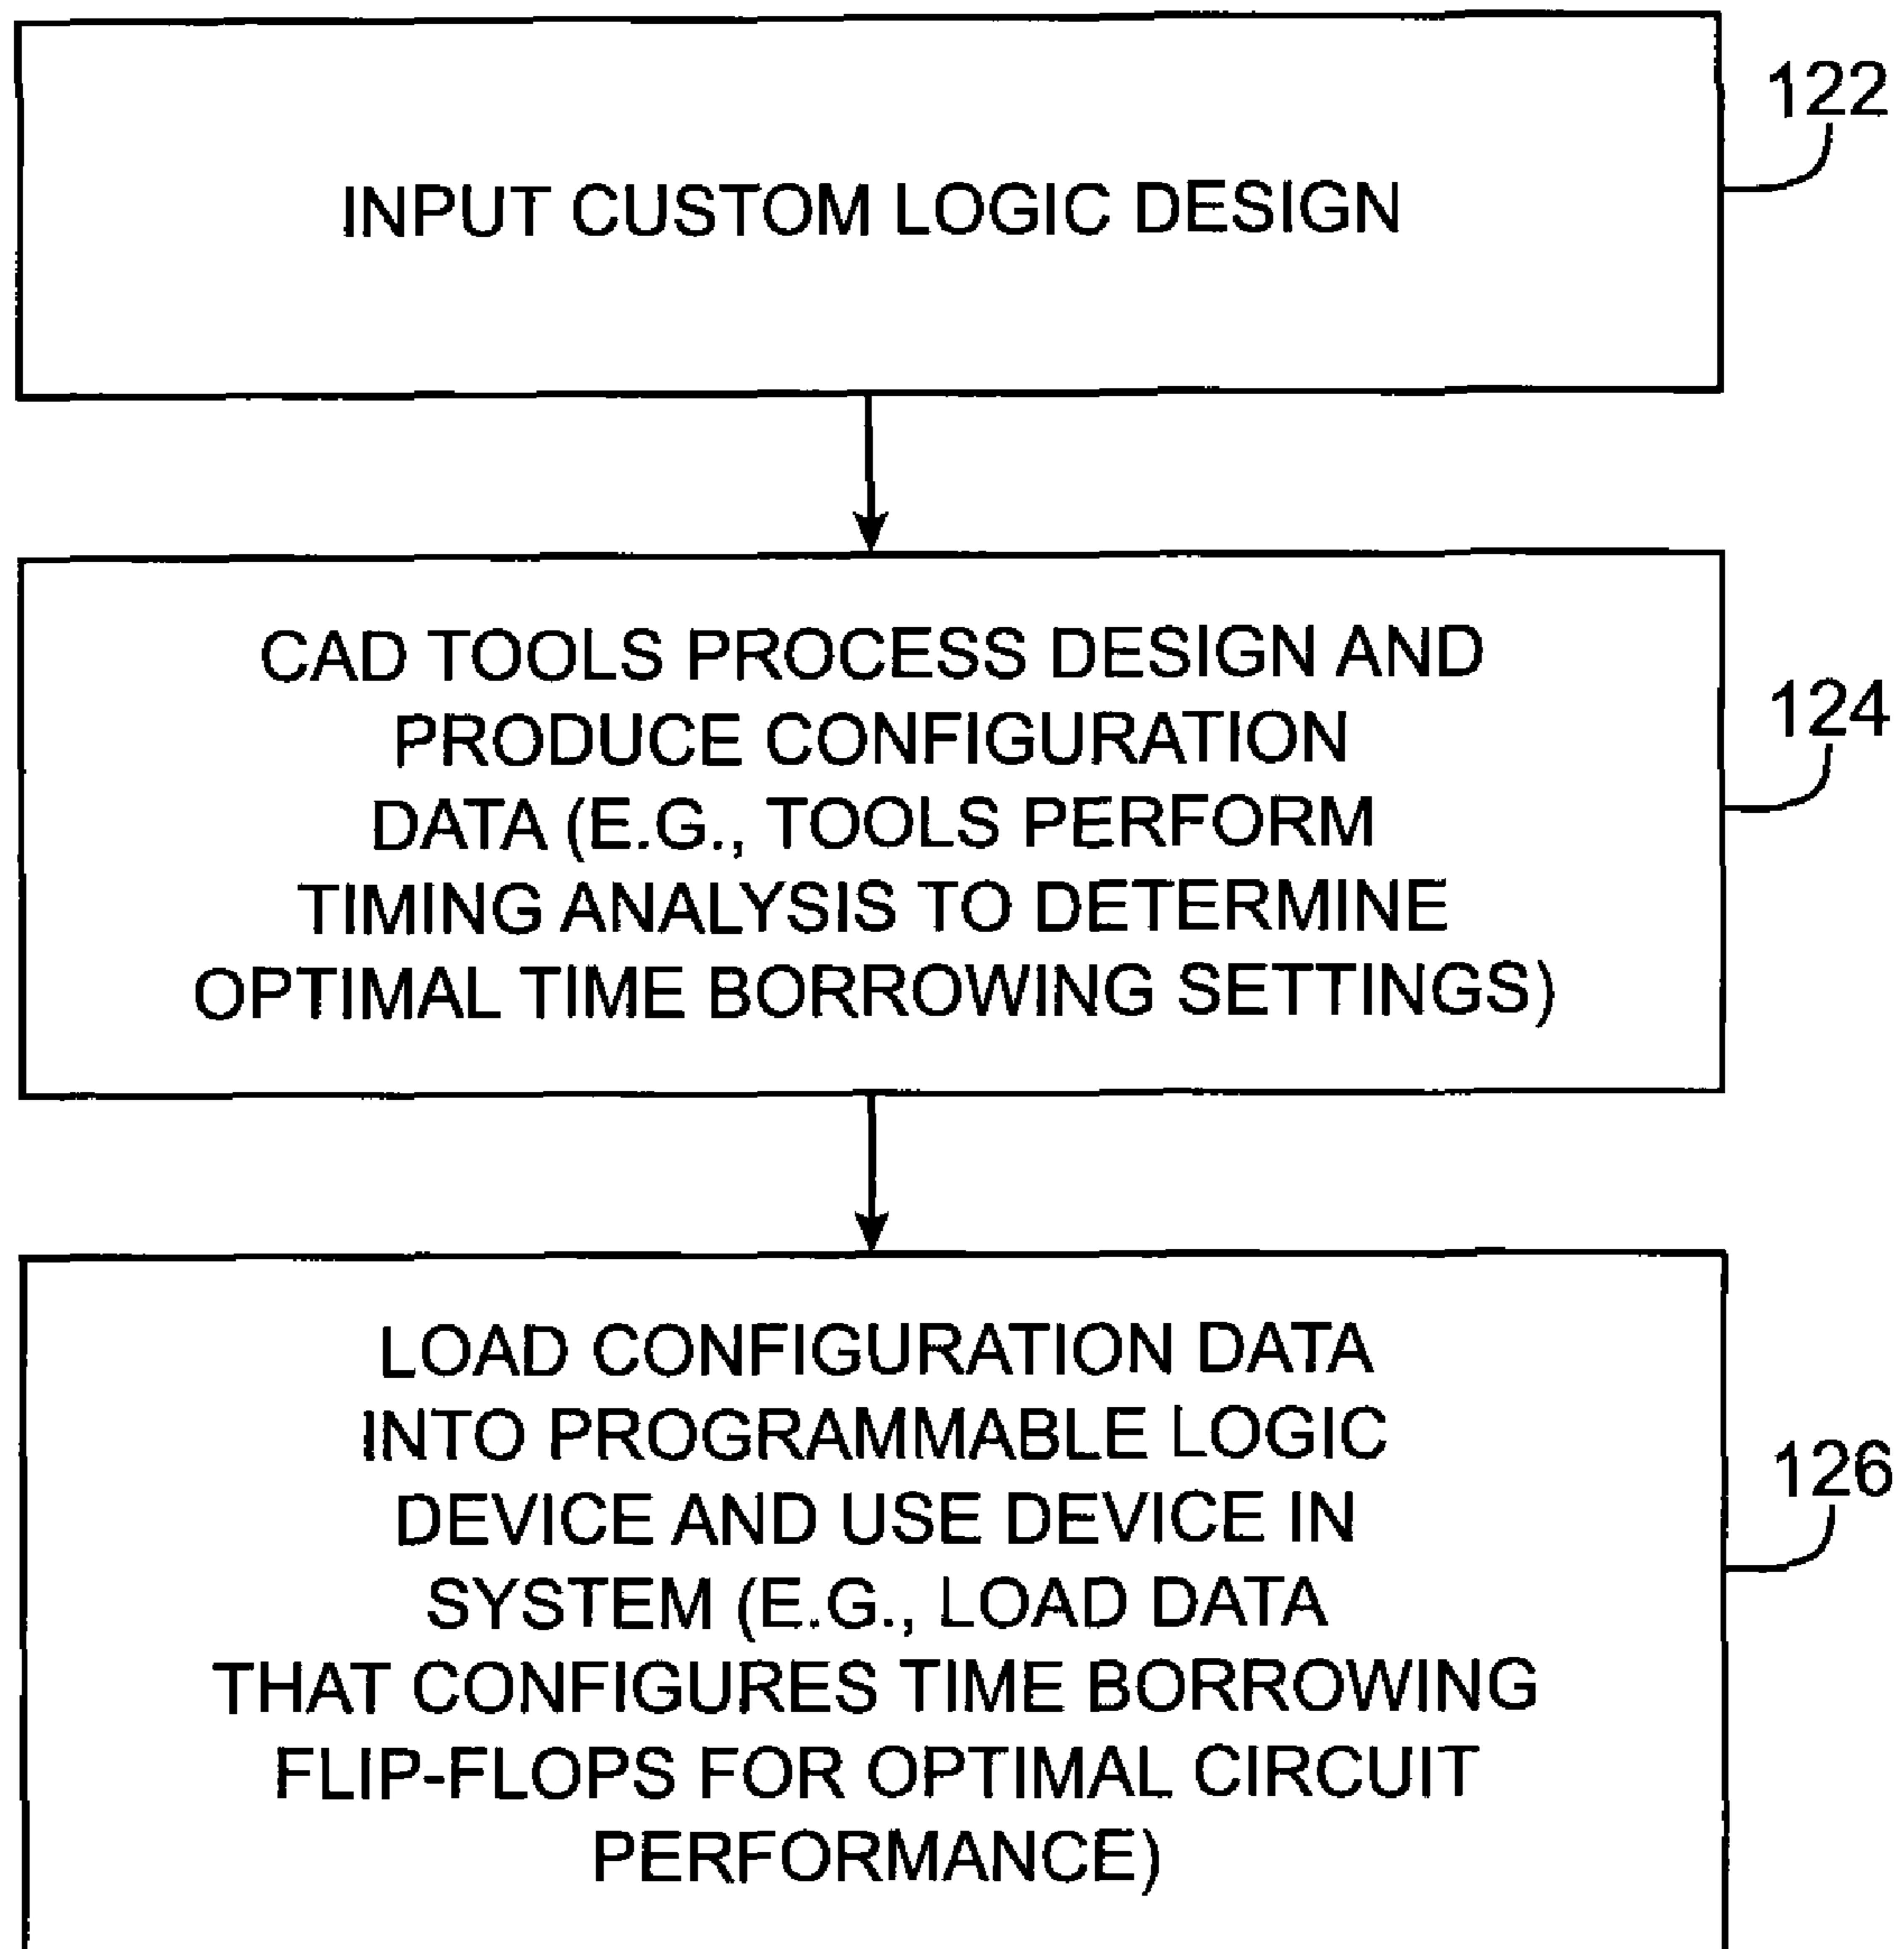 INPUT CUSTOM LOGIC DESIGN
122
CAD TOOLS PROCESS DESIGN AND
PRODUCE CONFIGURATION
DATA (E.G., TOOLS PERFORM
TIMING ANALYSIS TO DETERMINE
OPTIMAL TIME BORROWING SETTINGS)
124
LOAD CONFIGURATION DATA
INTO PROGRAMMABLE LOGIC
DEVICE AND USE DEVICE IN
SYSTEM (E.G., LOAD DATA
THAT CONFIGURES TIME BORROWING
FLIP-FLOPS FOR OPTIMAL CIRCUIT
PERFORMANCE)
126